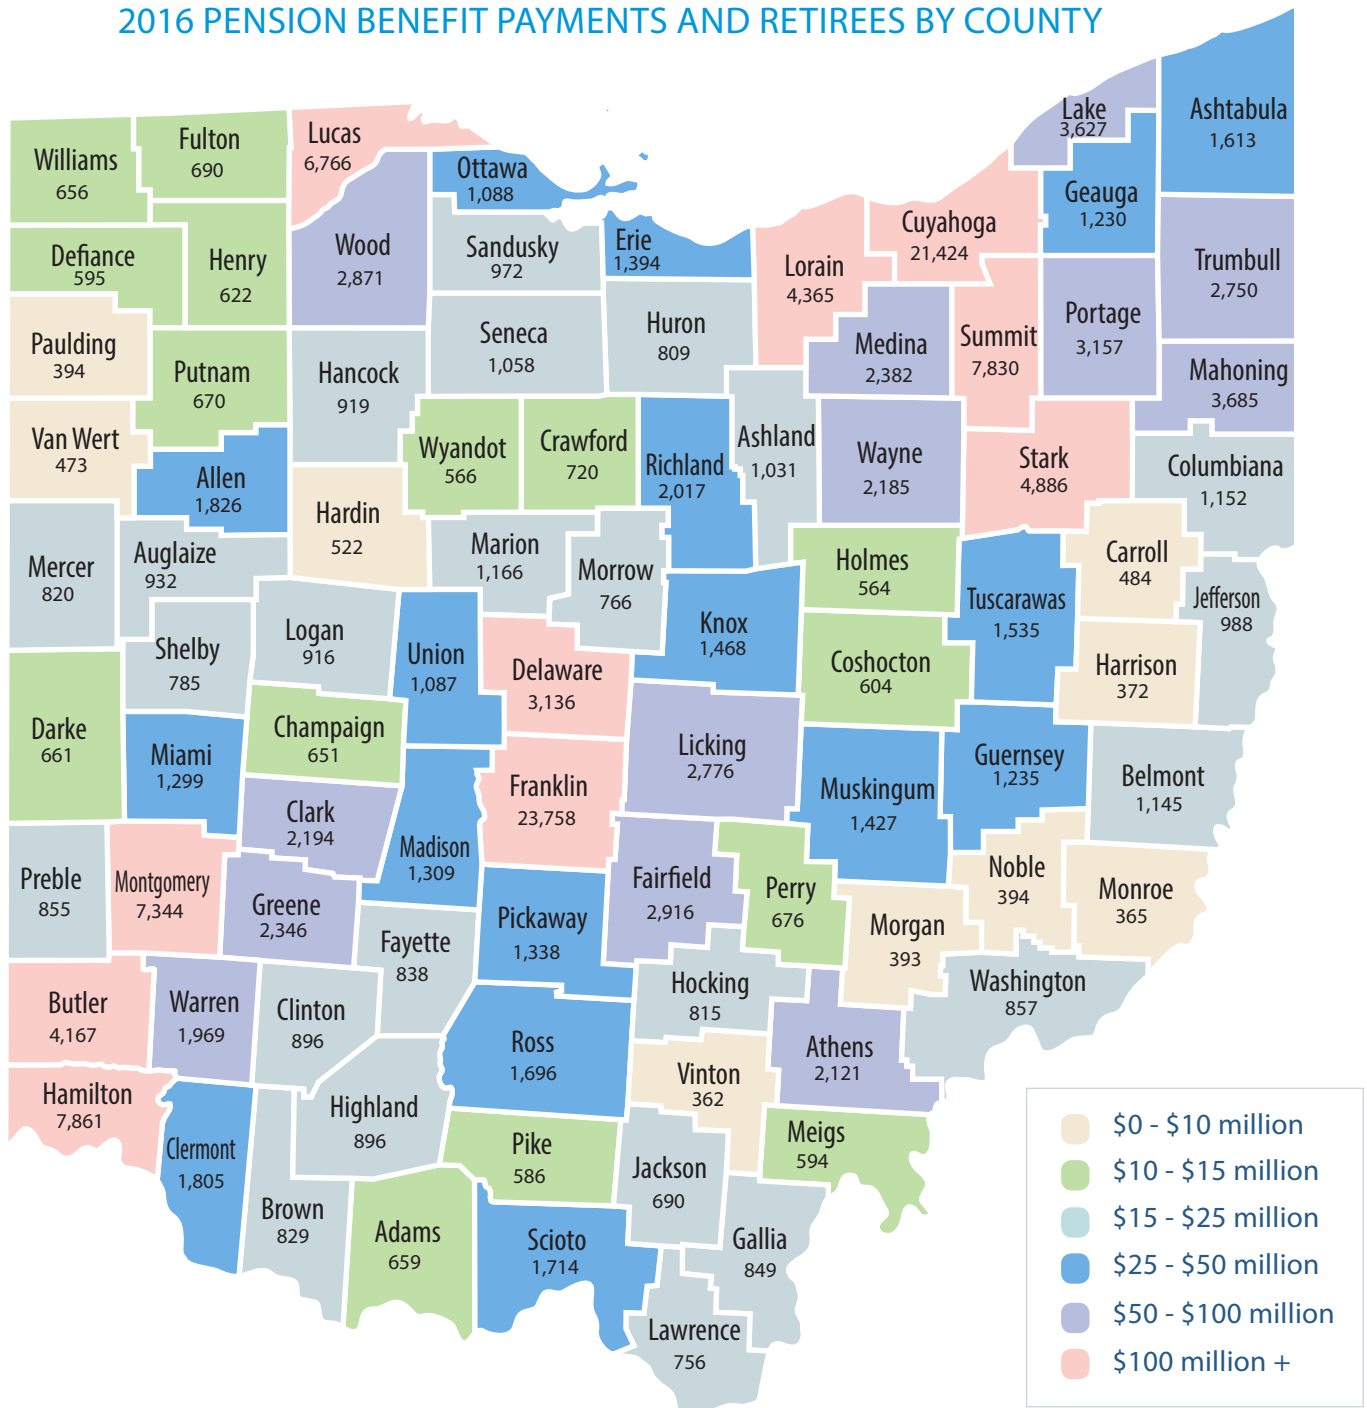 2016 PENSION BENEFIT PAYMENTS AND RETIREES BY COUNTY
Williams
656
Fulton
690
Lucas
6,766
Ottawa
1,088
Lake
3,627
Ashtabula
1,613
Geauga
1,230
Defiance
595
Henry
622
Wood
2,871
Sandusky
972
Erie
1,394
Lorain
4,365
Cuyahoga
21,424
Trumbull
2,750
Paulding
394
Putnam
670
Hancock
919
Seneca
1,058
Huron
809
Medina
2,382
Summit
7,830
Portage
3,157
Mahoning
3,685
Van Wert
473
Allen
1,826
Wyandot
566
Crawford
720
Richland
2,017
Ashland
1,031
Wayne
2,185
Stark
4,886
Columbiana
1,152
Mercer
820
Auglaize
932
Hardin
522
Marion
1,166
Morrow
766
Holmes
564
Tuscarawas
1,535
Carroll
484
Jefferson
988
Shelby
785
Logan
916
Union
1,087
Delaware
3,136
Knox
1,468
Coshocton
604
Harrison
372
Darke
661
Miami
1,299
Champaign
651
Clark
2,194
Madison
1,309
Franklin
23,758
Licking
2,776
Muskingum
1,427
Guernsey
1,235
Belmont
1,145
Preble
855
Montgomery
7,344
Greene
2,346
Fayette
838
Pickaway
1,338
Fairfield
2,916
Perry
676
Morgan
393
Noble
394
Monroe
365
Butler
4,167
Warren
1,969
Clinton
896
Ross
1,696
Hocking
815
Athens
2,121
Washington
857
Hamilton
7,861
Clermont
1,805
Highland
896
Pike
586
Vinton
362
Meigs
594
Brown
829
Adams
659
Scioto
1,714
Jackson
690
Gallia
849
Lawrence
756
$0 - $10 million
$10 - $15 million
$15 - $25 million
$25 - $50 million
$50 - $100 million
$100 million +